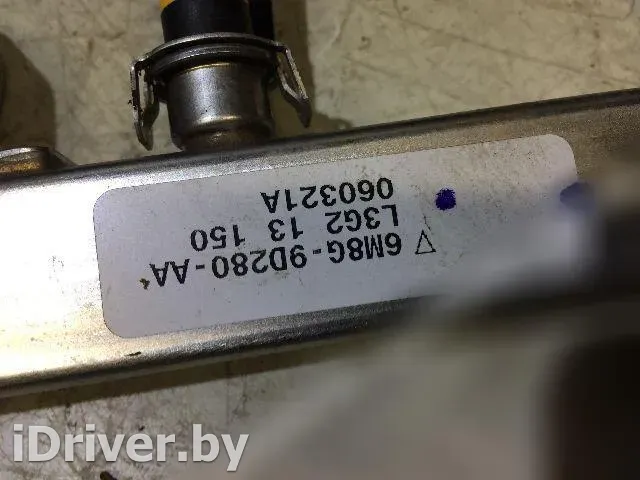 ▽ 6M8G-9D280-AA
L3G2 13 150
060321A
iDriver.by